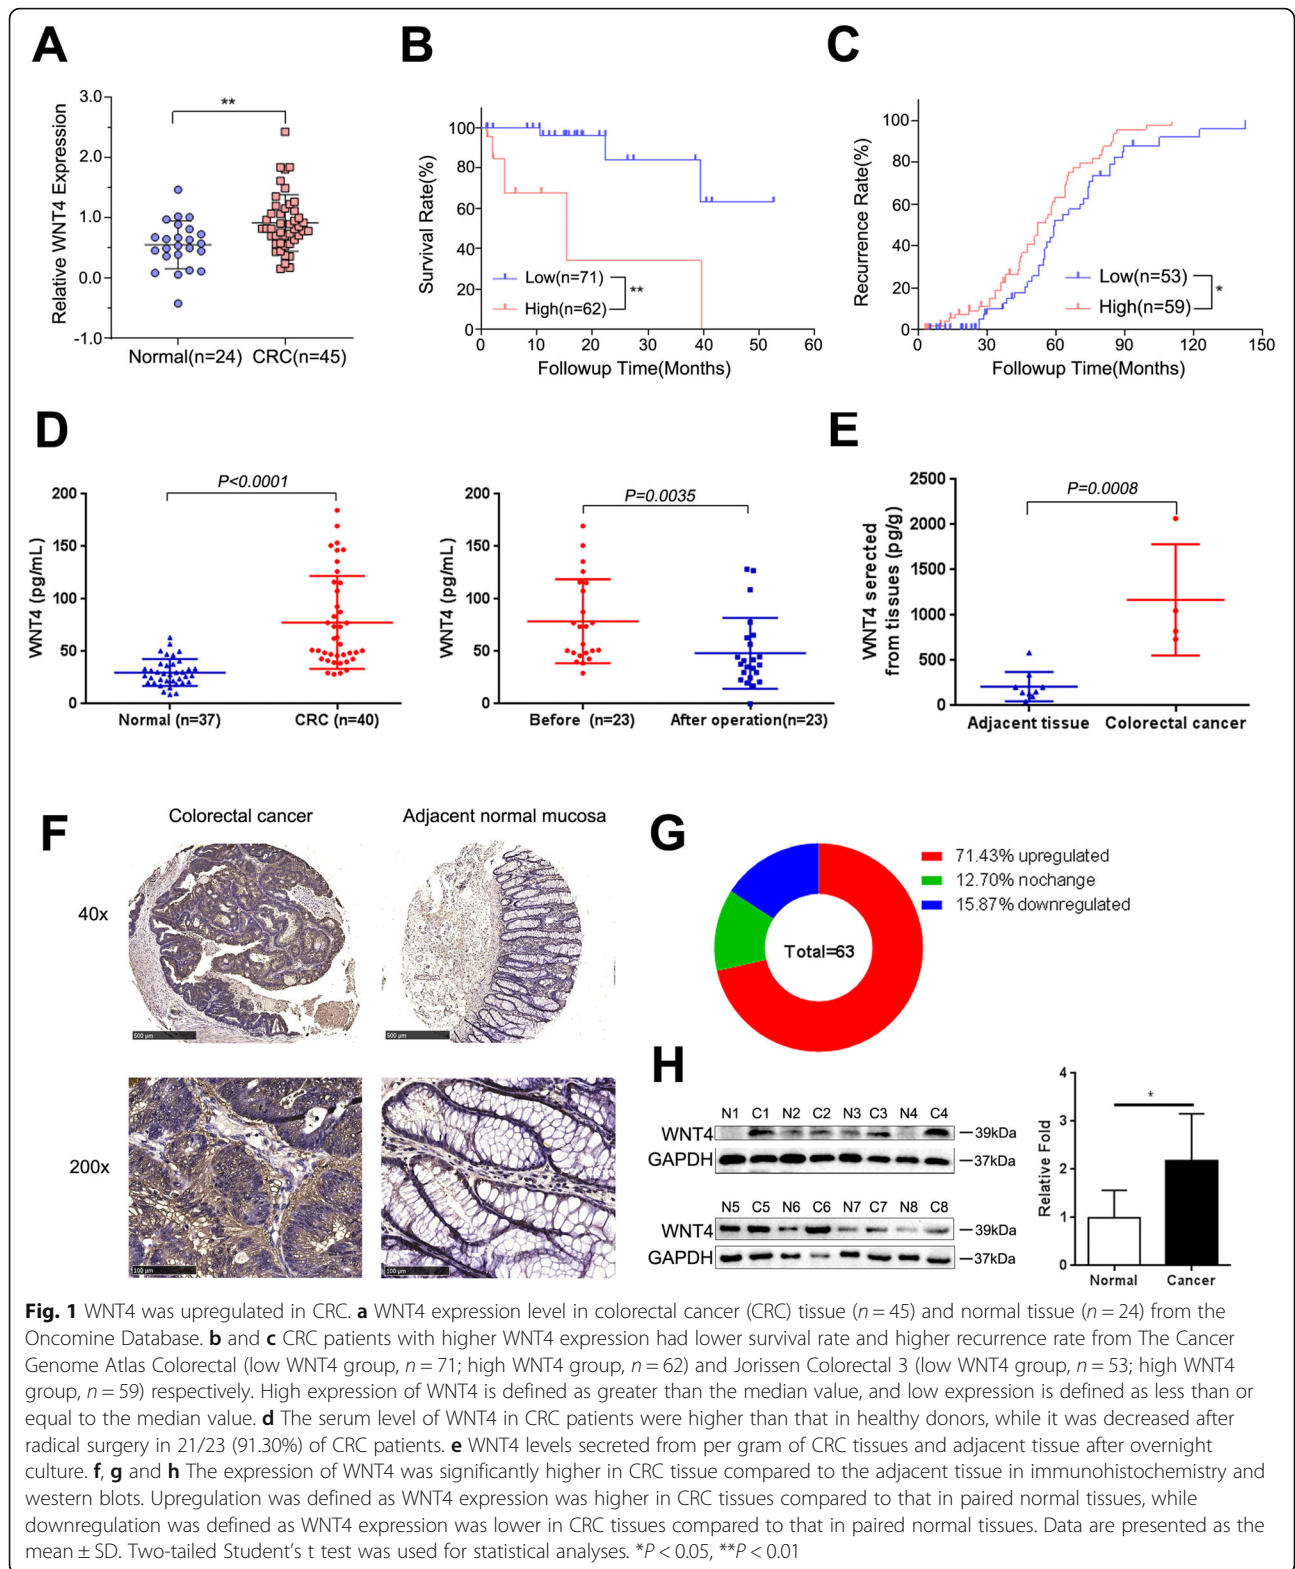 A
Relative WNT4 Expression
3.0
2.0
1.0
0.0
-1.0
**
Normal(n=24) CRC(n=45)
B
Survival Rate(%)
100
80
60
40
20
0
Low(n=71)
High(n=62)
**
0 10 20 30 40 50 60
Followup Time(Months)
C
Recurrence Rate(%)
100
80
60
40
20
0
Low(n=53)
High(n=59)
*
0 30 60 90 120 150
Followup Time(Months)
D
WNT4 (pg/mL)
200
150
100
50
0
P<0.0001
Normal (n=37) CRC (n=40)
WNT4 (pg/mL)
200
150
100
50
0
P=0.0035
Before (n=23) After operation(n=23)
E
WNT4 serected
from tissues (pg/g)
2500
2000
1500
1000
500
0
P=0.0008
Adjacent tissue Colorectal cancer
F
Colorectal cancer Adjacent normal mucosa
40x
500 μm
500 μm
200x
100 μm
100 μm
G
Total=63
71.43% upregulated
12.70% nochange
15.87% downregulated
H
N1 C1 N2 C2 N3 C3 N4 C4
WNT4 39kDa
GAPDH 37kDa
N5 C5 N6 C6 N7 C7 N8 C8
WNT4 39kDa
GAPDH 37kDa
Relative Fold
4
3
2
1
0
*
Normal Cancer
Fig. 1 WNT4 was upregulated in CRC. a WNT4 expression level in colorectal cancer (CRC) tissue (n = 45) and normal tissue (n = 24) from the
Oncomine Database. b and c CRC patients with higher WNT4 expression had lower survival rate and higher recurrence rate from The Cancer
Genome Atlas Colorectal (low WNT4 group, n = 71; high WNT4 group, n = 62) and Jorissen Colorectal 3 (low WNT4 group, n = 53; high WNT4
group, n = 59) respectively. High expression of WNT4 is defined as greater than the median value, and low expression is defined as less than or
equal to the median value. d The serum level of WNT4 in CRC patients were higher than that in healthy donors, while it was decreased after
radical surgery in 21/23 (91.30%) of CRC patients. e WNT4 levels secreted from per gram of CRC tissues and adjacent tissue after overnight
culture. f, g and h The expression of WNT4 was significantly higher in CRC tissue compared to the adjacent tissue in immunohistochemistry and
western blots. Upregulation was defined as WNT4 expression was higher in CRC tissues compared to that in paired normal tissues, while
downregulation was defined as WNT4 expression was lower in CRC tissues compared to that in paired normal tissues. Data are presented as the
mean ± SD. Two-tailed Student's t test was used for statistical analyses. *P < 0.05, **P < 0.01